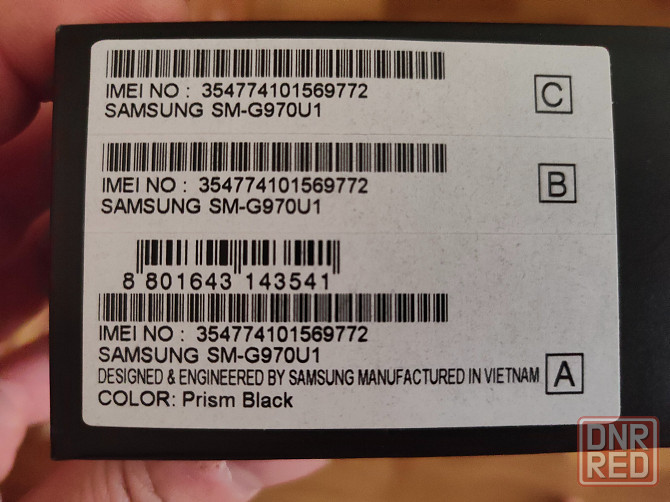 IMEI NO : 354774101569772
SAMSUNG SM-G970U1
C
IMEI NO : 354774101569772
SAMSUNG SM-G970U1
B
8 801643 143541
IMEI NO : 354774101569772
SAMSUNG SM-G970U1
DESIGNED & ENGINEERED BY SAMSUNG MANUFACTURED IN VIETNAM
A
COLOR: Prism Black
DNR
RED